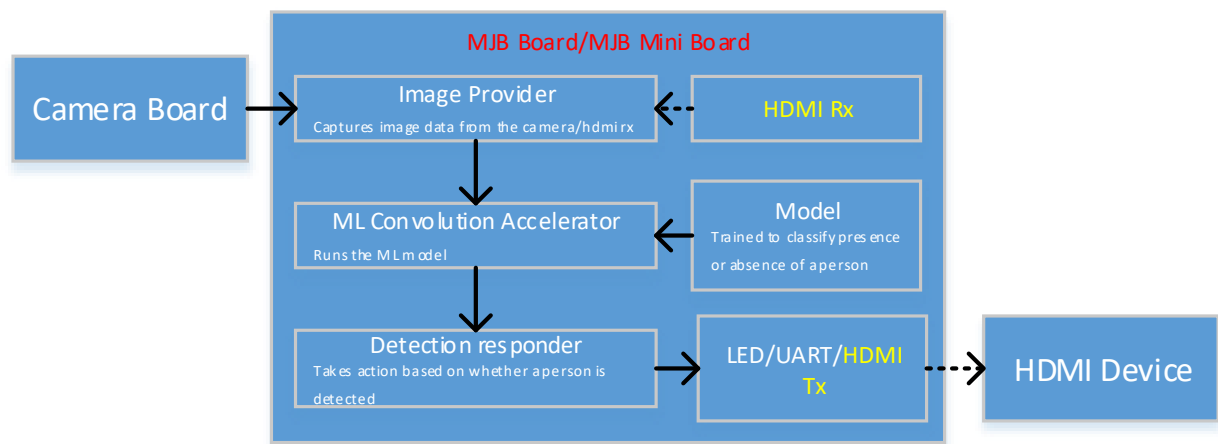 MJB Board/MJB Mini Board
Camera Board
Image Provider
Captures image data from the camera/hdmi rx
HDMI Rx
ML Convolution Accelerator
Runs the ML model
Model
Trained to classify presence
or absence of a person
Detection responder
Takes action based on whether a person is
detected
LED/UART/HDMI
Tx
HDMI Device